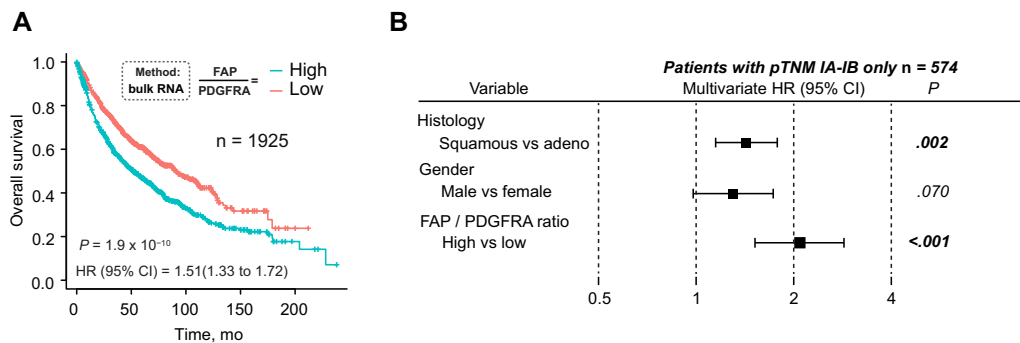 A
Overall survival
1.0
0.8
0.6
0.4
0.2
0.0
Method:
bulk RNA
FAP
PDGFRA
=
High
Low
n = 1925
P = 1.9 x 10⁻¹⁰
HR (95% CI) = 1.51(1.33 to 1.72)
0 50 100 150 200
Time, mo
B
Patients with pTNM IA-IB only n = 574
Variable Multivariate HR (95% CI) P
Histology
Squamous vs adeno .002
Gender
Male vs female .070
FAP / PDGFRA ratio
High vs low <.001
0.5 1 2 4